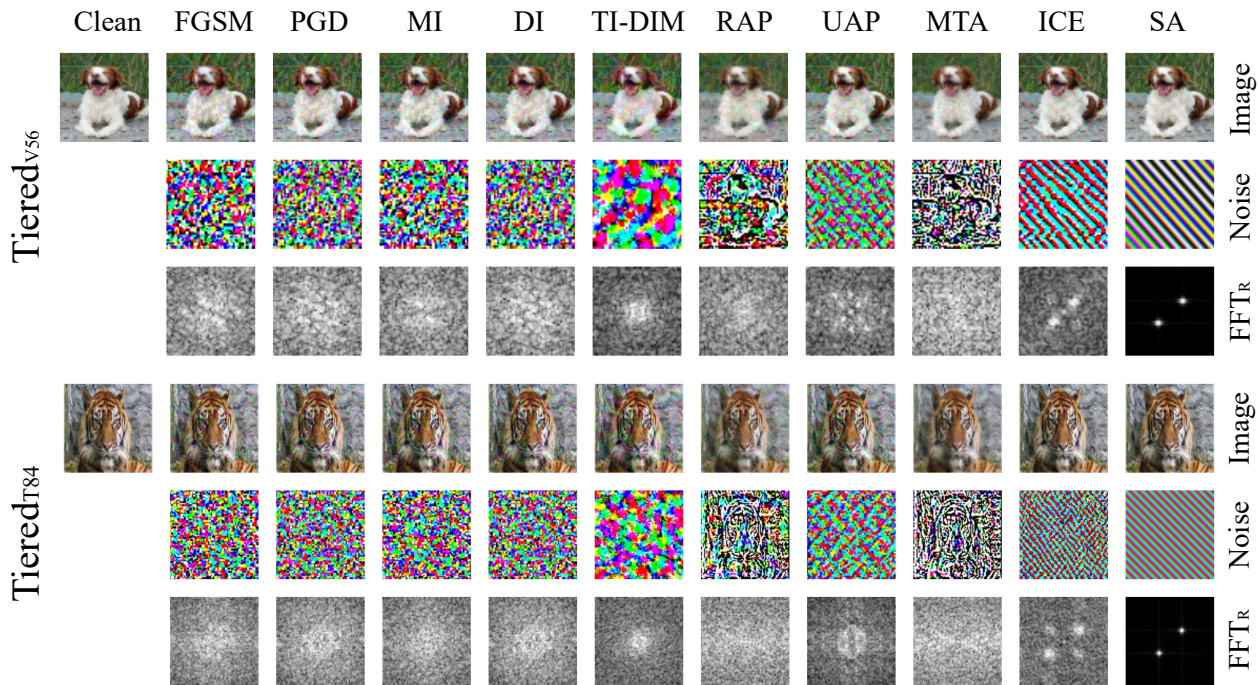 Clean FGSM PGD MI DI TI-DIM RAP UAP MTA ICE SA
TieredV56
Image
Noise
FFTR
TieredT84
Image
Noise
FFTR